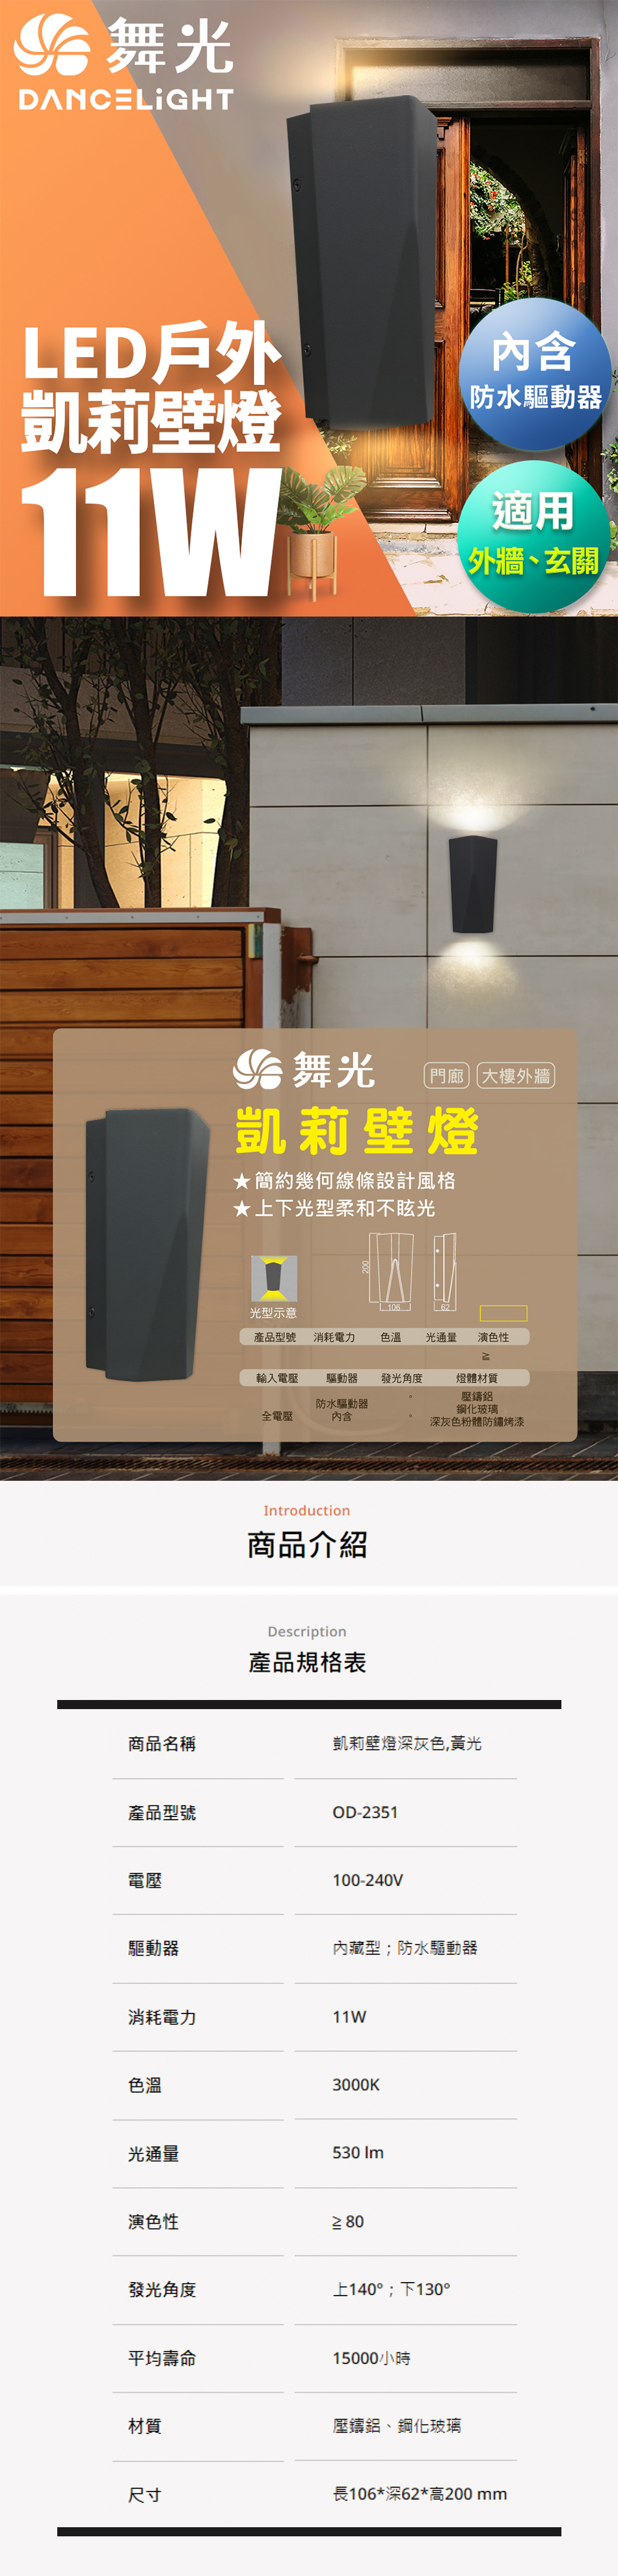 舞光
DANCELiGHT
LED戶外
凱莉壁燈
11W
內含
防水驅動器
適用
外牆、玄關
舞光
門廊 大樓外牆
凱莉壁燈
★簡約幾何線條設計風格
★上下光型柔和不眩光
200
106
62
光型示意
產品型號 消耗電力 色溫 光通量 演色性
≧
輸入電壓 驅動器 發光角度 燈體材質
全電壓
防水驅動器
內含
°
°
壓鑄鋁
鋼化玻璃
深灰色粉體防鏽烤漆
Introduction
商品介紹
Description
產品規格表
商品名稱 凱莉壁燈深灰色,黃光
產品型號 OD-2351
電壓 100-240V
驅動器 內藏型；防水驅動器
消耗電力 11W
色溫 3000K
光通量 530 lm
演色性 ≧ 80
發光角度 上140°；下130°
平均壽命 15000小時
材質 壓鑄鋁、鋼化玻璃
尺寸 長106*深62*高200 mm